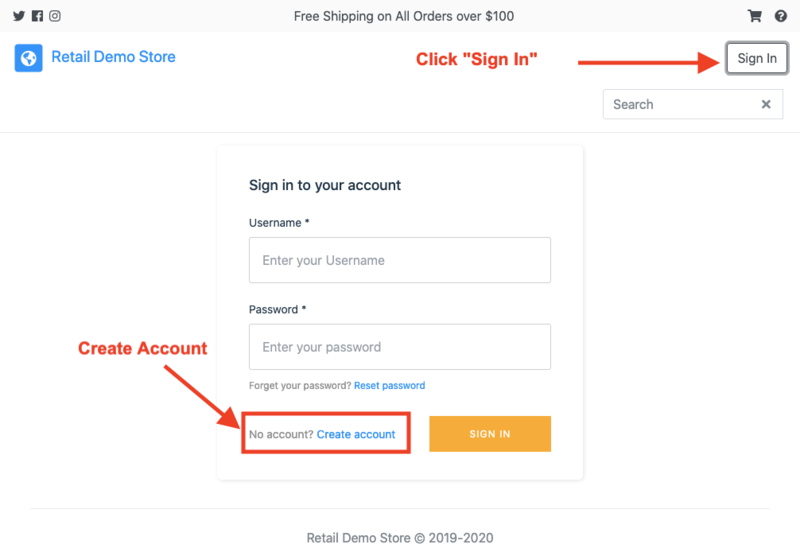 Free Shipping on All Orders over $100
Retail Demo Store
Click "Sign In"
Sign In
Search
Sign in to your account
Username *
Enter your Username
Password *
Enter your password
Forget your password? Reset password
Create Account
No account? Create account
SIGN IN
Retail Demo Store © 2019-2020